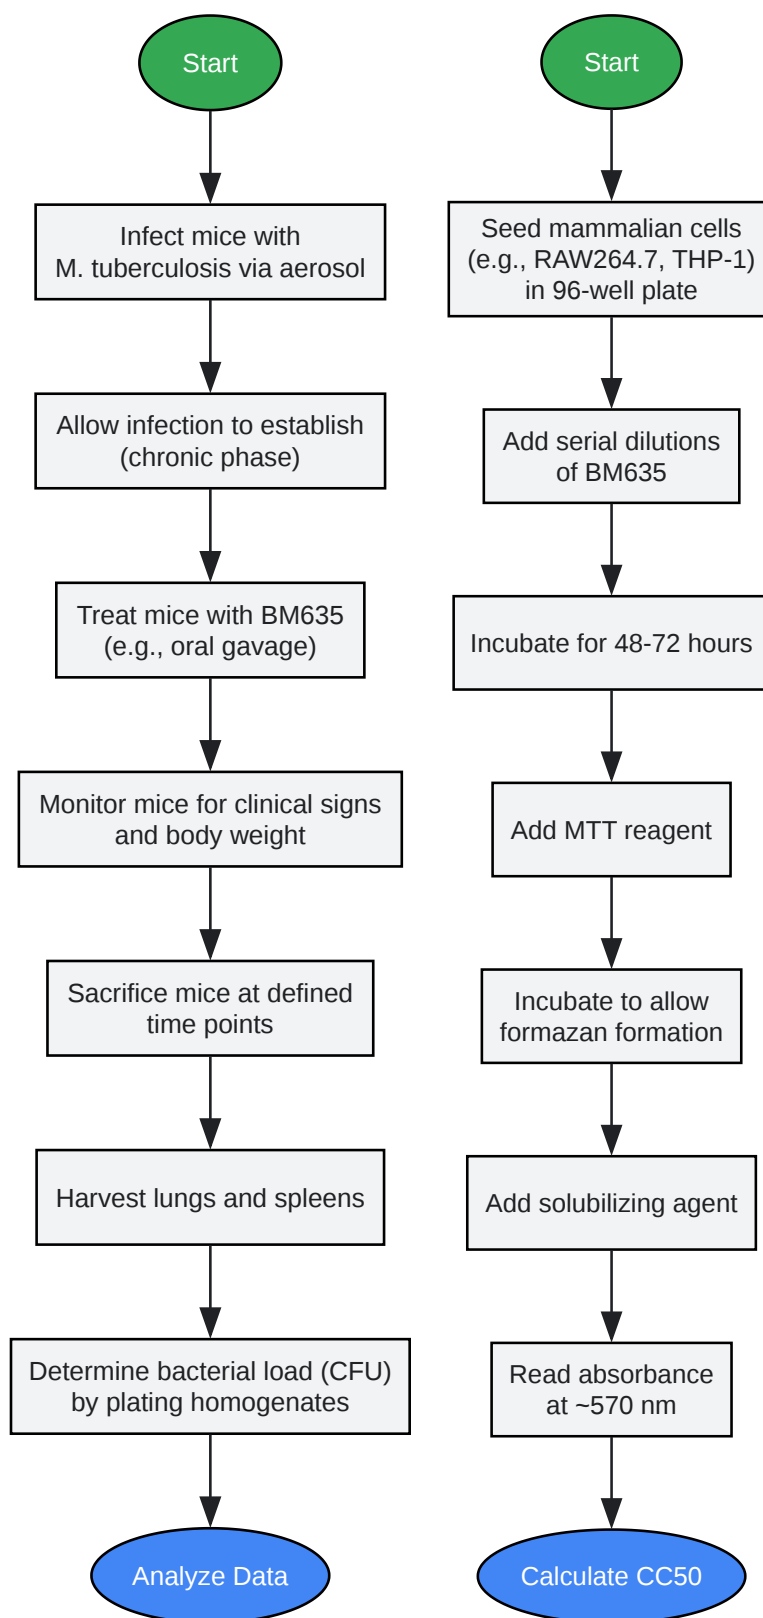 Start
Infect mice with
M. tuberculosis via aerosol
Allow infection to establish
(chronic phase)
Treat mice with BM635
(e.g., oral gavage)
Monitor mice for clinical signs
and body weight
Sacrifice mice at defined
time points
Harvest lungs and spleens
Determine bacterial load (CFU)
by plating homogenates
Analyze Data
Start
Seed mammalian cells
(e.g., RAW264.7, THP-1)
in 96-well plate
Add serial dilutions
of BM635
Incubate for 48-72 hours
Add MTT reagent
Incubate to allow
formazan formation
Add solubilizing agent
Read absorbance
at ~570 nm
Calculate CC50